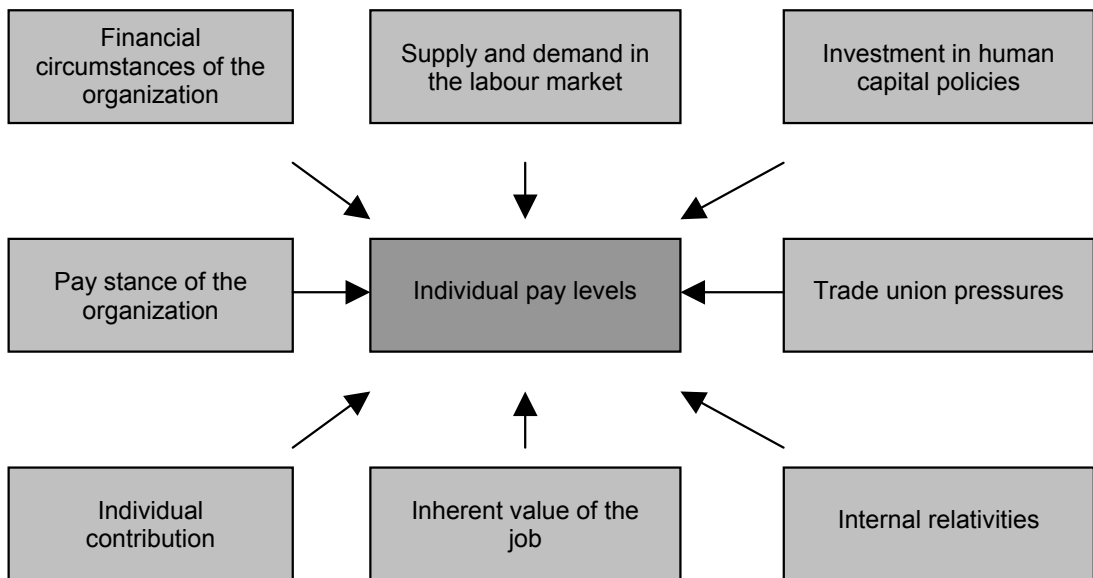 Financial
circumstances of the
organization
Supply and demand in
the labour market
Investment in human
capital policies
Pay stance of the
organization
Individual pay levels
Trade union pressures
Individual
contribution
Inherent value of the
job
Internal relativities